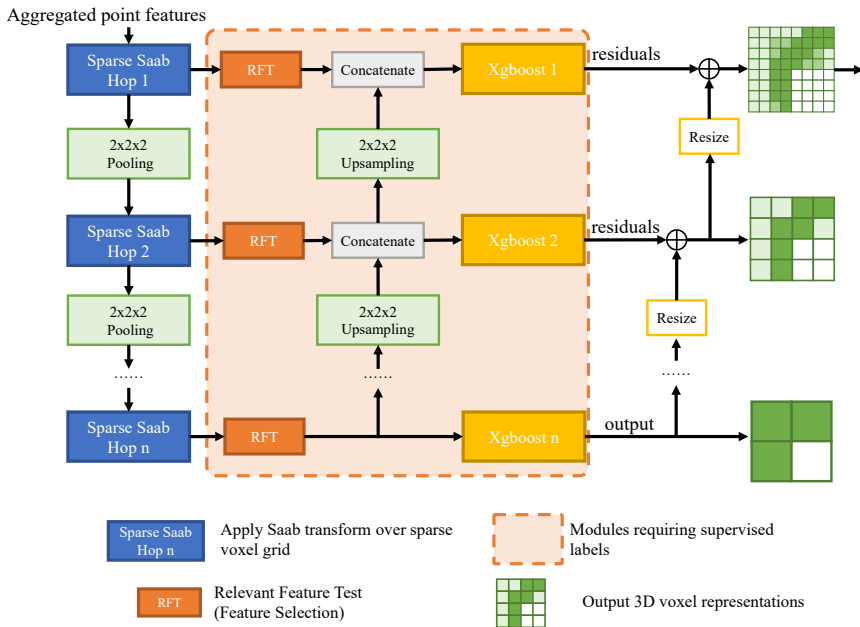 Aggregated point features
Sparse Saab
Hop 1
RFT
Concatenate
Xgboost 1
residuals
2x2x2
Pooling
2x2x2
Upsampling
Resize
Sparse Saab
Hop 2
RFT
Concatenate
Xgboost 2
residuals
2x2x2
Pooling
2x2x2
Upsampling
Resize
......
......
......
Sparse Saab
Hop n
RFT
Xgboost n
output
Sparse Saab
Hop n
Apply Saab transform over sparse
voxel grid
Modules requiring supervised
labels
RFT
Relevant Feature Test
(Feature Selection)
Output 3D voxel representations